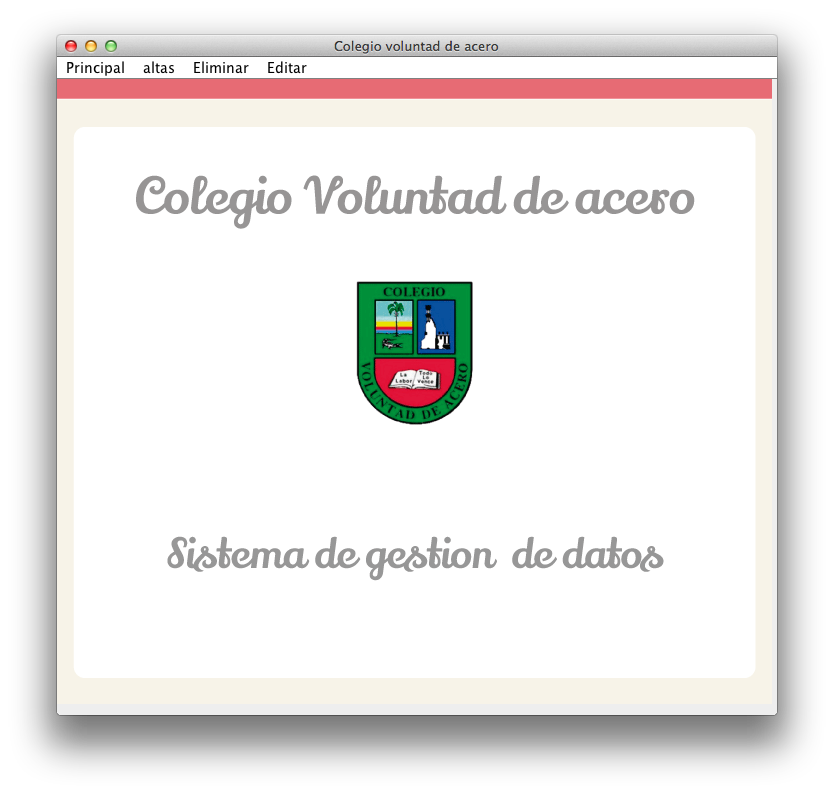 Colegio voluntad de acero
Principal altas Eliminar Editar
Colegio Voluntad de acero
COLEGIO
La Todo
Labor Lo
Vence
VOLUNTAD DE ACERO
Sistema de gestion de datos